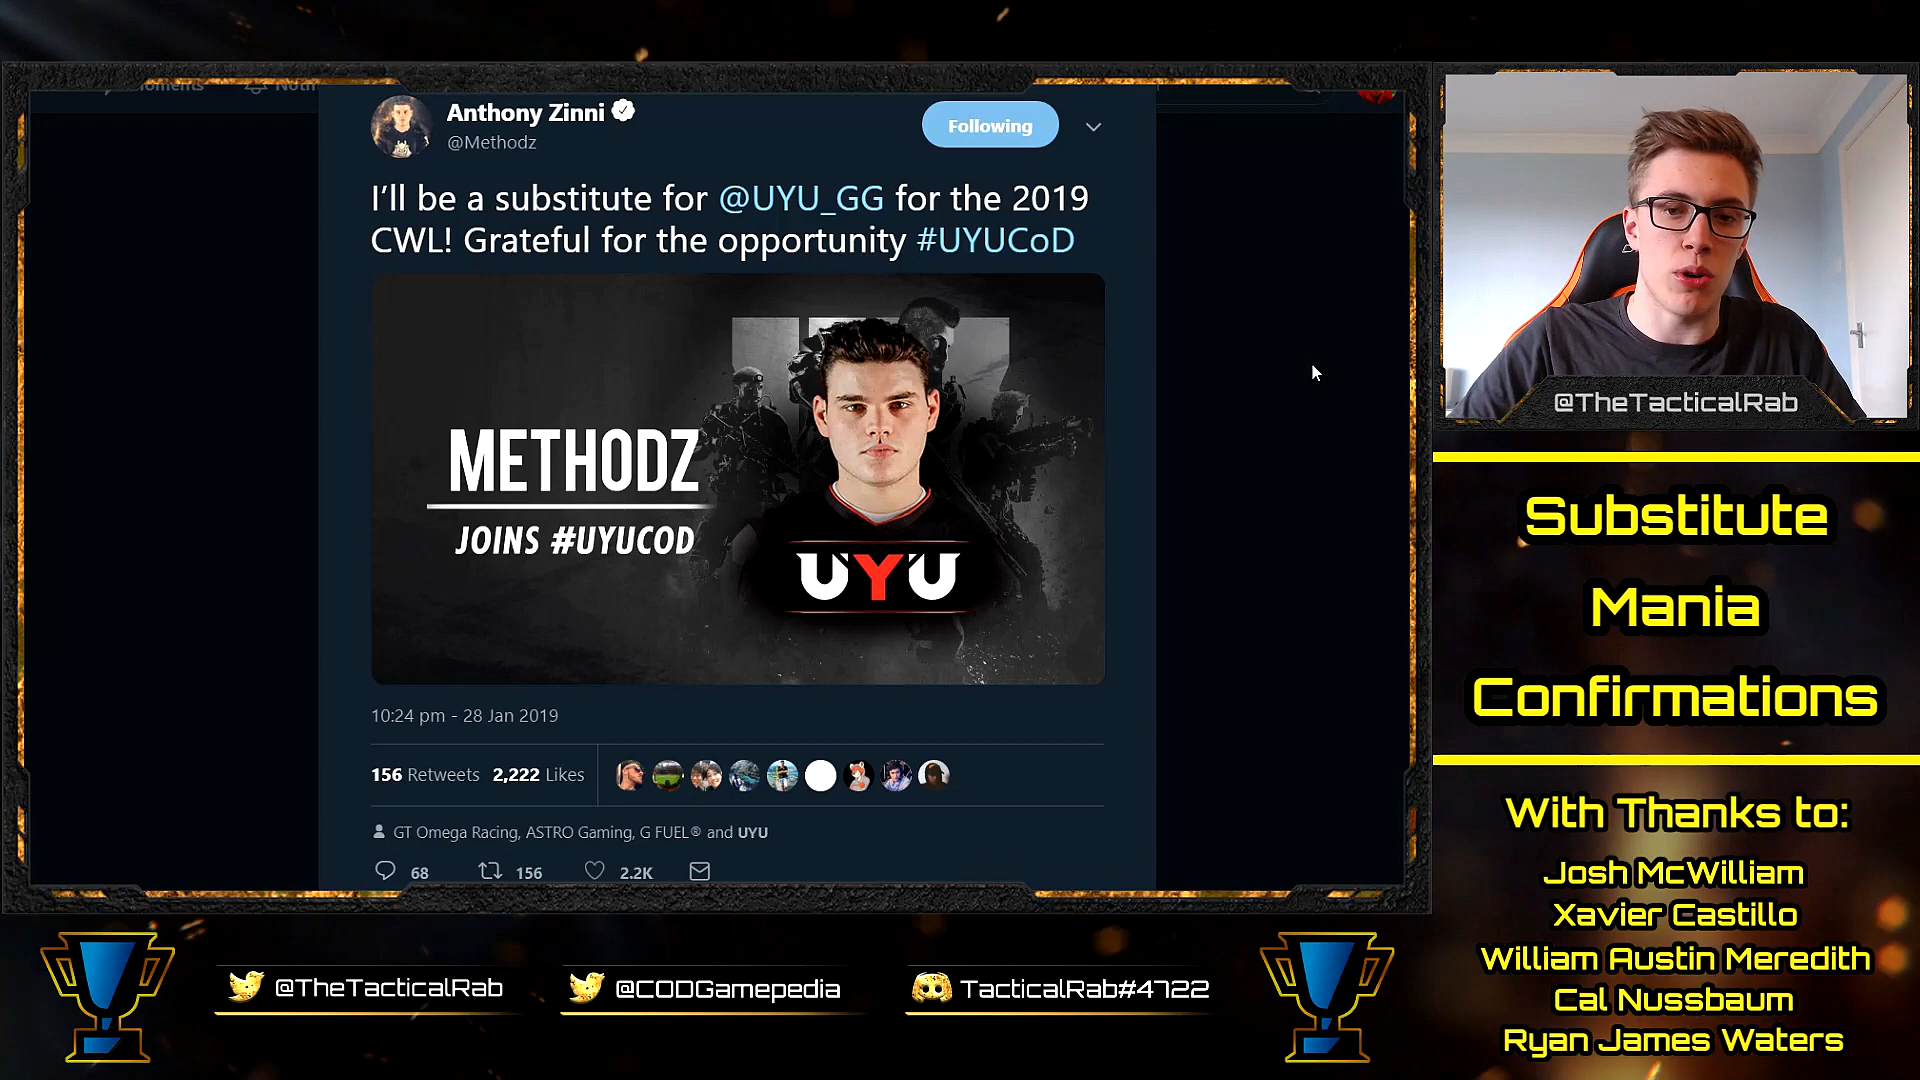 Anthony Zinni
@Methodz
Following
I'll be a substitute for @UYU_GG for the 2019
CWL! Grateful for the opportunity #UYUCoD
METHODZ
JOINS #UYUCOD
UYU
10:24 pm - 28 Jan 2019
156 Retweets 2,222 Likes
GT Omega Racing, ASTRO Gaming, G FUEL® and UYU
68 156 2.2K
@TheTacticalRab
Substitute
Mania
Confirmations
With Thanks to:
Josh McWilliam
Xavier Castillo
William Austin Meredith
Cal Nussbaum
Ryan James Waters
@TheTacticalRab
@CODGamepedia
TacticalRab#4722